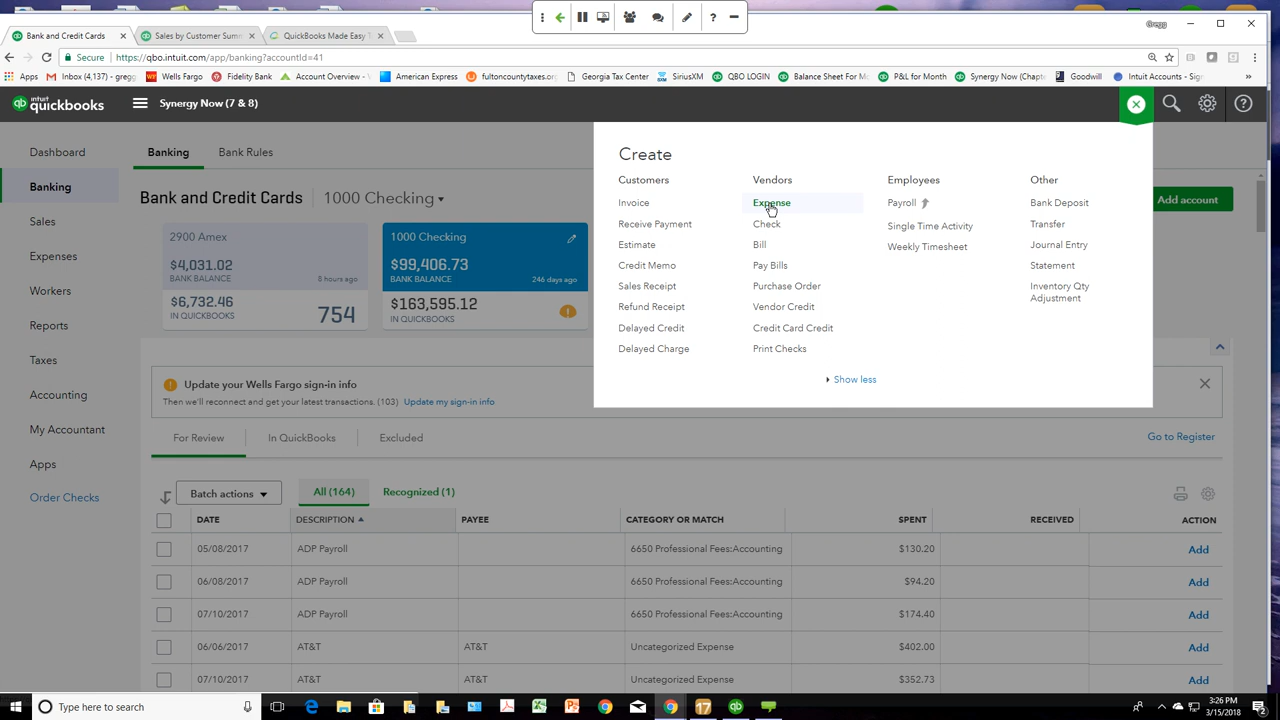 Gregg
Bank and Credit Cards
Sales by Customer Summ
QuickBooks Made Easy T
Secure
https://qbo.intuit.com/app/banking?accountId=41
Apps
Inbox (4,137) - gregg
Wells Fargo
Fidelity Bank
Account Overview - V
American Express
fultoncountytaxes.org
Georgia Tax Center
SiriusXM
QBO LOGIN
Balance Sheet For M
P&L for Month
Synergy Now (Chapt
Goodwill
Intuit Accounts - Sig
intuit
quickbooks
Synergy Now (7 & 8)
Dashboard
Banking
Sales
Expenses
Workers
Reports
Taxes
Accounting
My Accountant
Apps
Order Checks
Banking
Bank Rules
Bank and Credit Cards
1000 Checking
Add account
2900 Amex
$4,031.02
BANK BALANCE
8 hours ago
$6,732.46
IN QUICKBOOKS
754
1000 Checking
$99,406.73
BANK BALANCE
246 days ago
$163,595.12
IN QUICKBOOKS
Create
Customers
Invoice
Receive Payment
Estimate
Credit Memo
Sales Receipt
Refund Receipt
Delayed Credit
Delayed Charge
Vendors
Expense
Check
Bill
Pay Bills
Purchase Order
Vendor Credit
Credit Card Credit
Print Checks
Employees
Payroll
Single Time Activity
Weekly Timesheet
Other
Bank Deposit
Transfer
Journal Entry
Statement
Inventory Qty
Adjustment
Show less
Update your Wells Fargo sign-in info
Then we'll reconnect and get your latest transactions. (103) Update my sign-in info
For Review
In QuickBooks
Excluded
Go to Register
Batch actions
All (164)
Recognized (1)
DATE DESCRIPTION PAYEE CATEGORY OR MATCH SPENT RECEIVED ACTION
05/08/2017 ADP Payroll 6650 Professional Fees:Accounting $130.20 Add
06/08/2017 ADP Payroll 6650 Professional Fees:Accounting $94.20 Add
07/10/2017 ADP Payroll 6650 Professional Fees:Accounting $174.40 Add
06/06/2017 AT&T AT&T Uncategorized Expense $402.00 Add
07/10/2017 AT&T AT&T Uncategorized Expense $352.73 Add
Type here to search
17
3:26 PM
3/15/2018
2